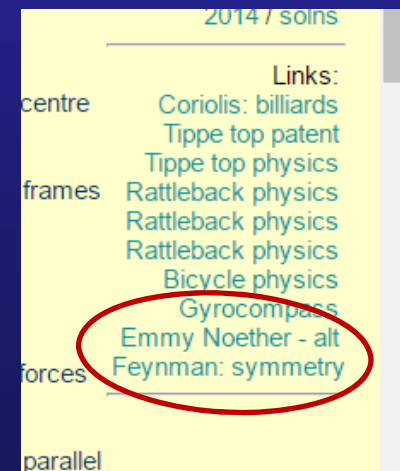 2014 / solns
Links:
centre Coriolis: billiards
Tippe top patent
Tippe top physics
frames Rattleback physics
Rattleback physics
Rattleback physics
Bicycle physics
Gyrocompass
Emmy Noether - alt
forces Feynman: symmetry
parallel